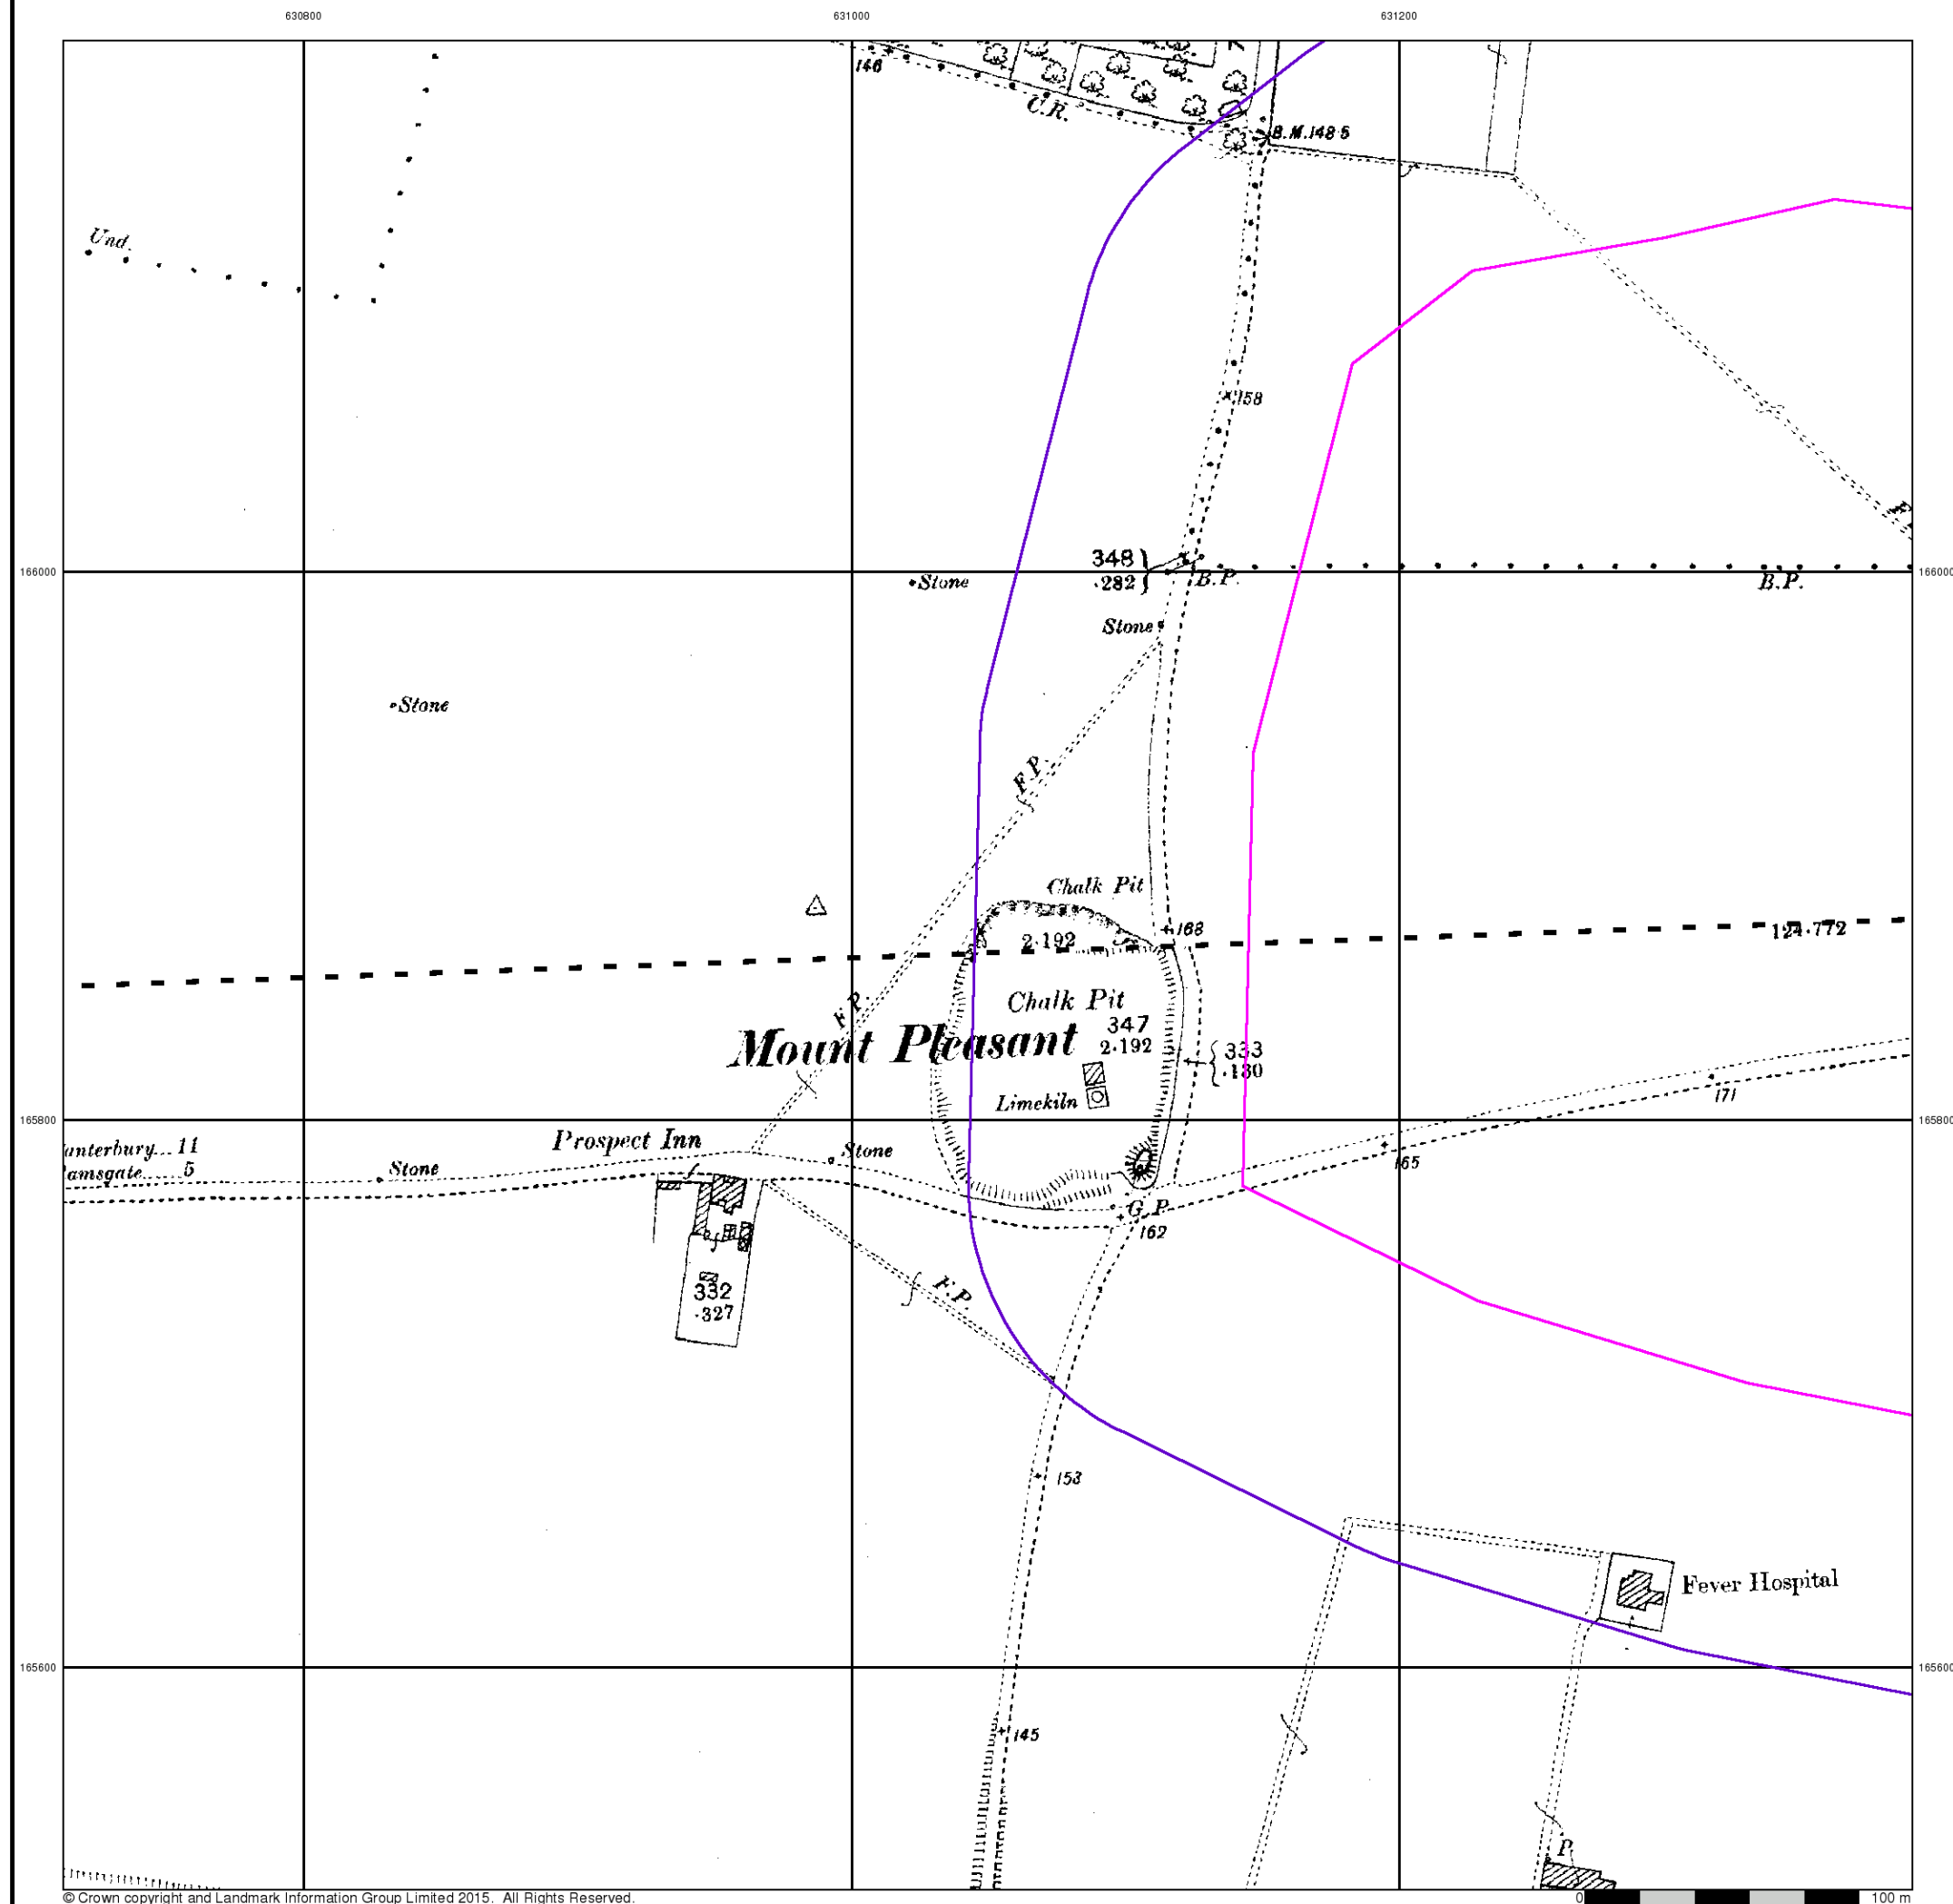 630800
631000
631200
146
C.R.
B.M.148·5
Und.
158
166000
348
·282
B.P.
B.P.
166000
Stone
Stone
Stone
F.P.
Chalk Pit
2·192
168
124·772
Chalk Pit
F.P.
347
2·192
Mount Pleasant
333
·130
Limekiln
171
165800
165800
anterbury...11
amsgate......5
Prospect Inn
Stone
Stone
165
G.P.
162
332
·327
F.P.
153
Fever Hospital
165600
165600
145
P
© Crown copyright and Landmark Information Group Limited 2015. All Rights Reserved.
0
100 m